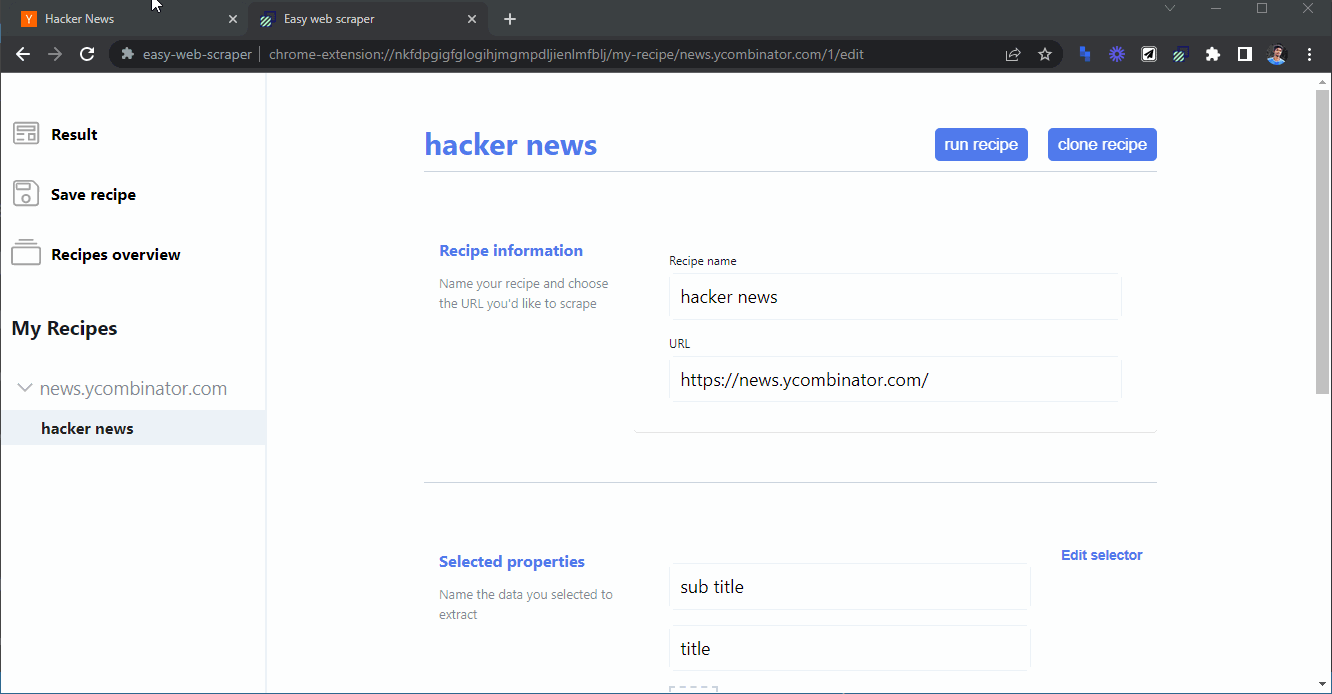 Y Hacker News
Easy web scraper
easy-web-scraper chrome-extension://nkfdpgigfglogihjmgmpdljienlmfblj/my-recipe/news.ycombinator.com/1/edit
Result
Save recipe
Recipes overview
My Recipes
news.ycombinator.com
hacker news
hacker news
run recipe
clone recipe
Recipe information
Name your recipe and choose
the URL you'd like to scrape
Recipe name
hacker news
URL
https://news.ycombinator.com/
Selected properties
Name the data you selected to
extract
Edit selector
sub title
title